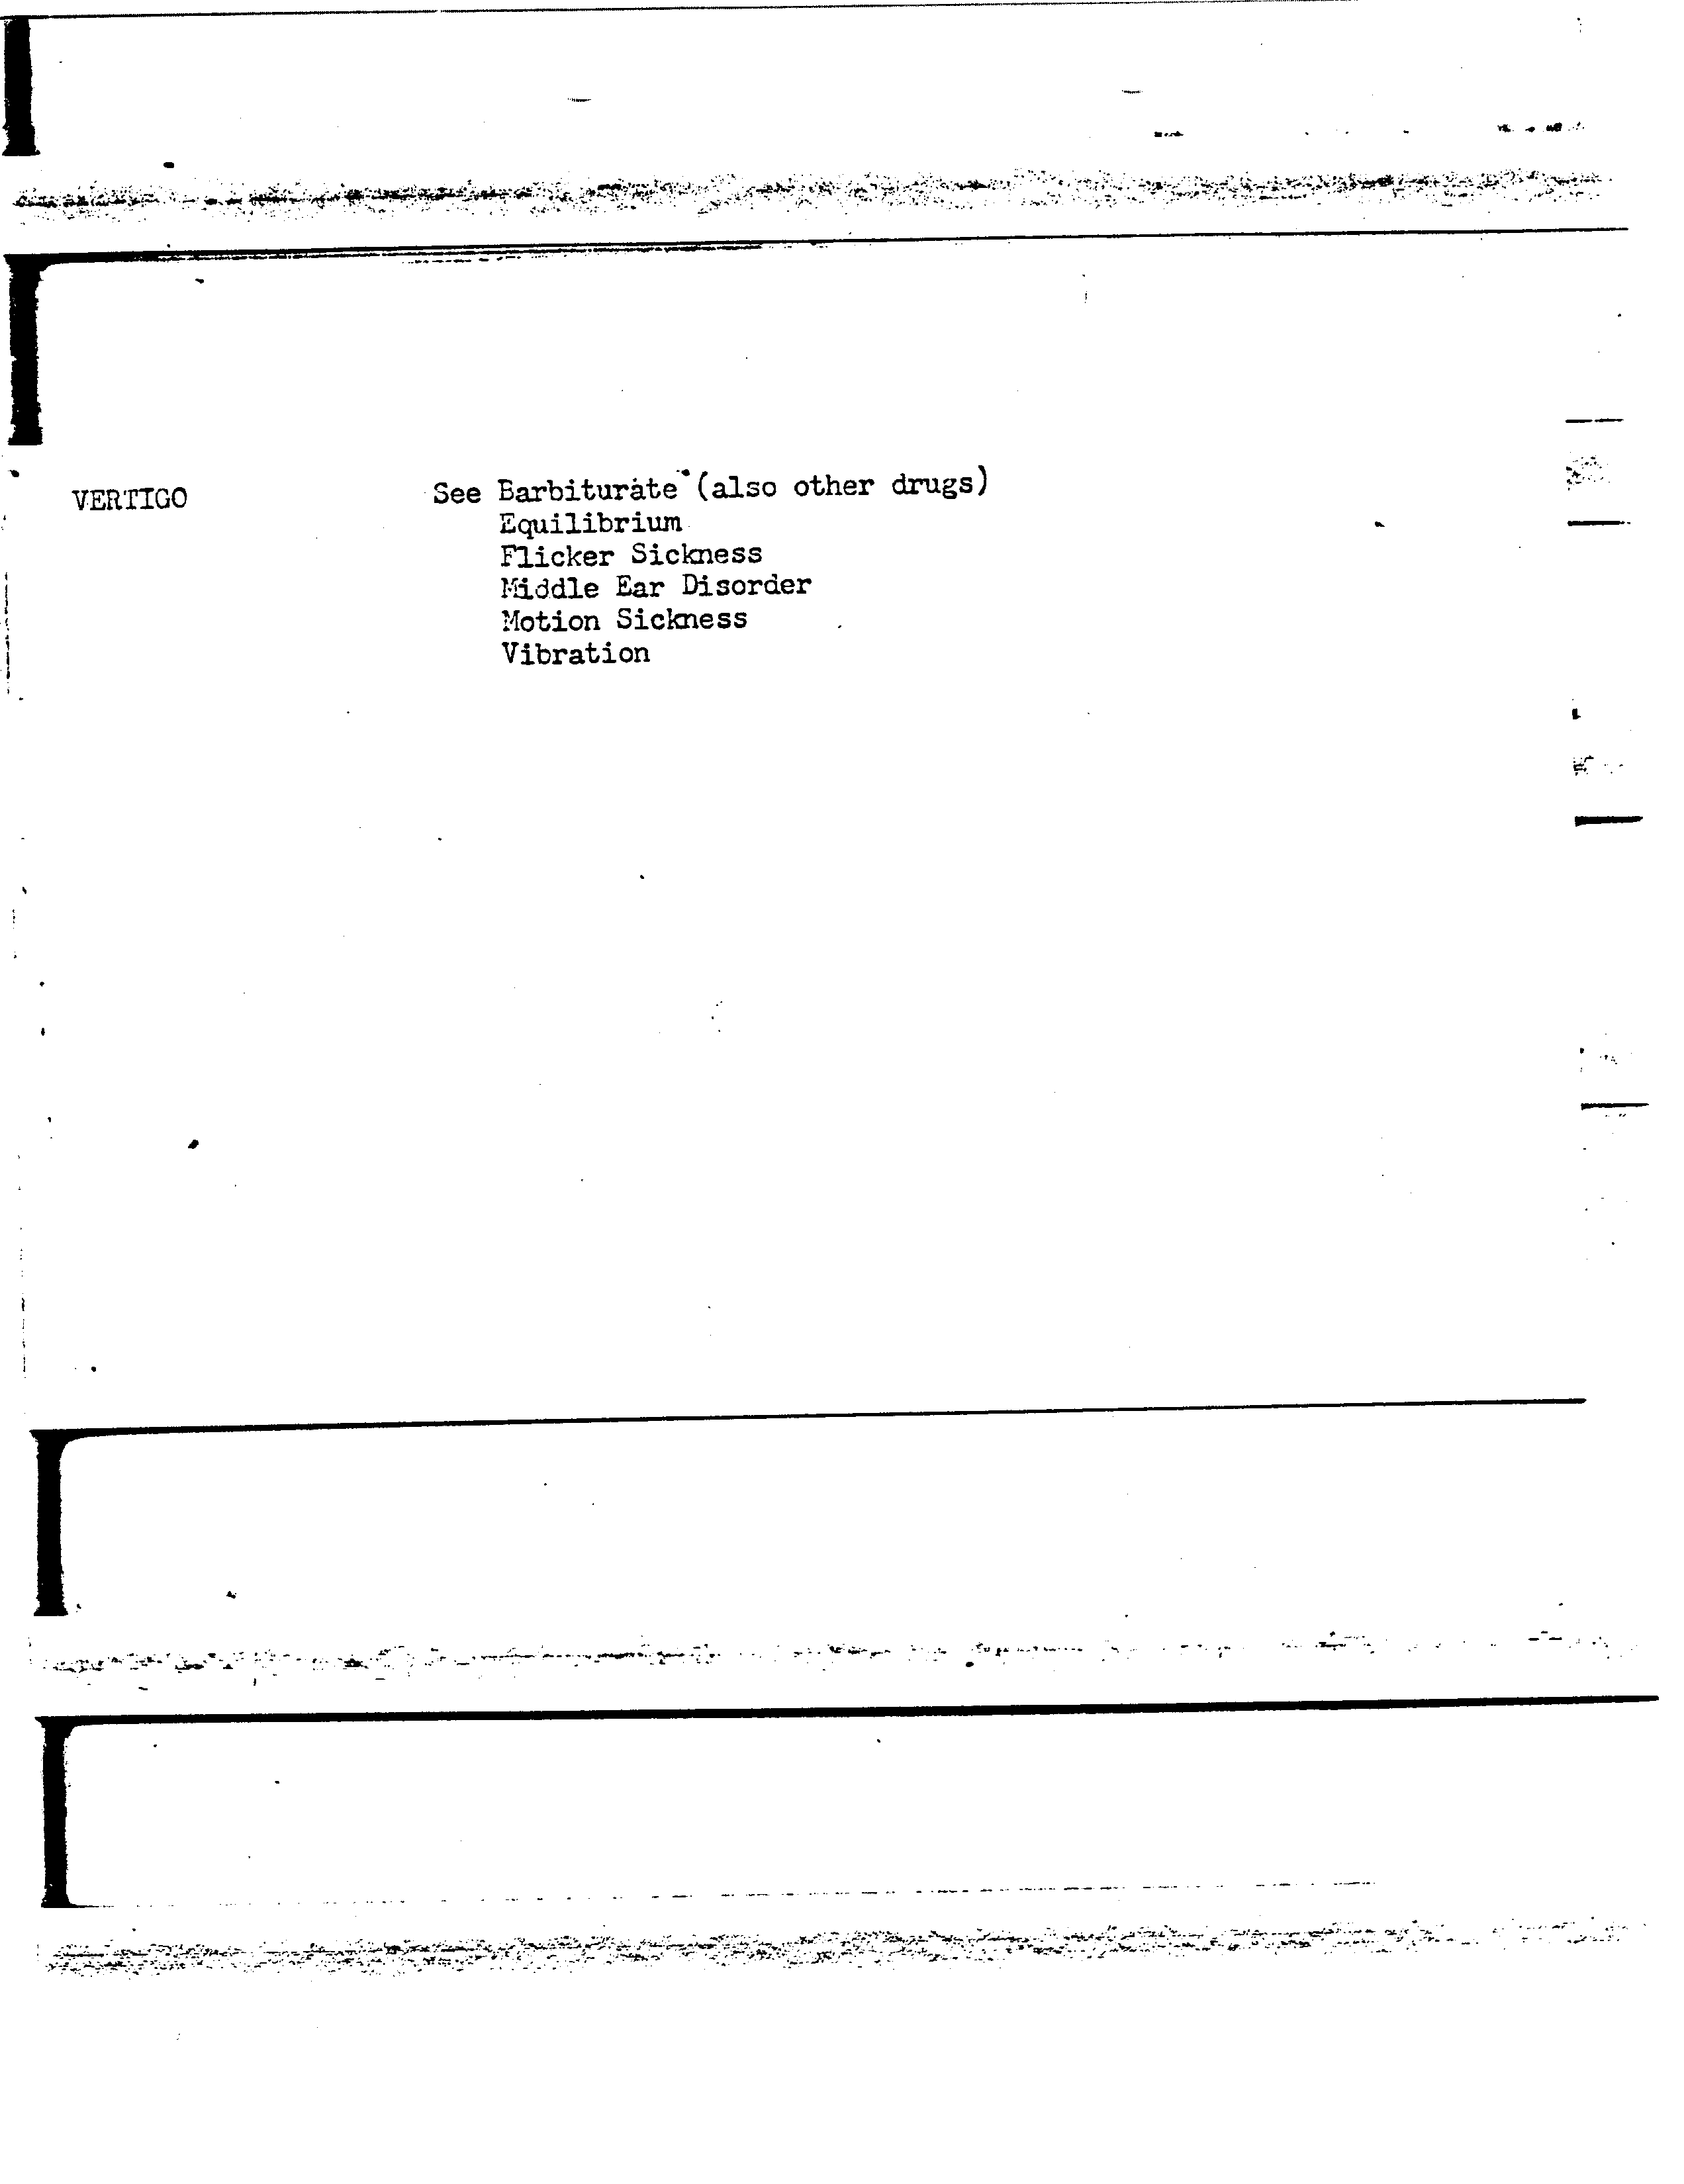 VERTIGO See Barbiturate (also other drugs)
Equilibrium
Flicker Sickness
Middle Ear Disorder
Motion Sickness
Vibration